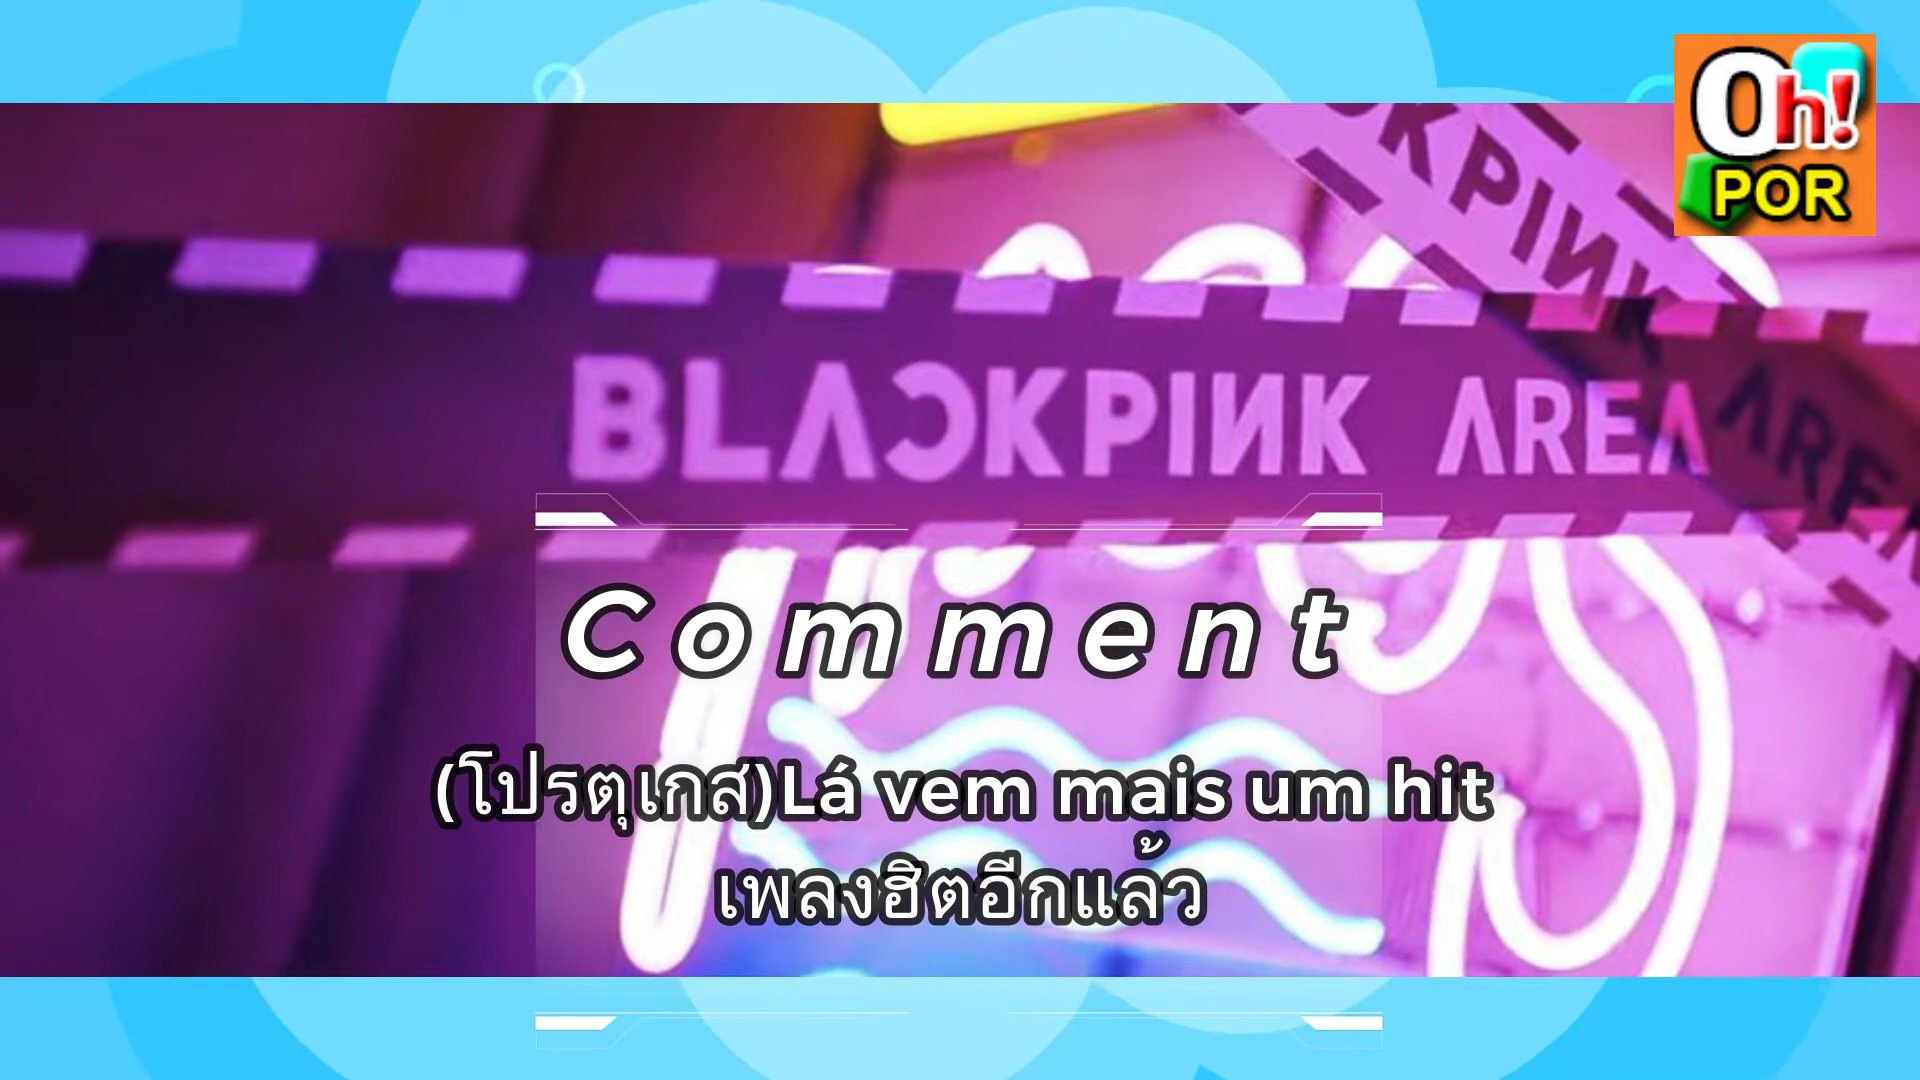 Oh!
POR
BLACKPINK AREA
Comment
(โปรตุเกส)Lá vem mais um hit
เพลงฮิตอีกแล้ว